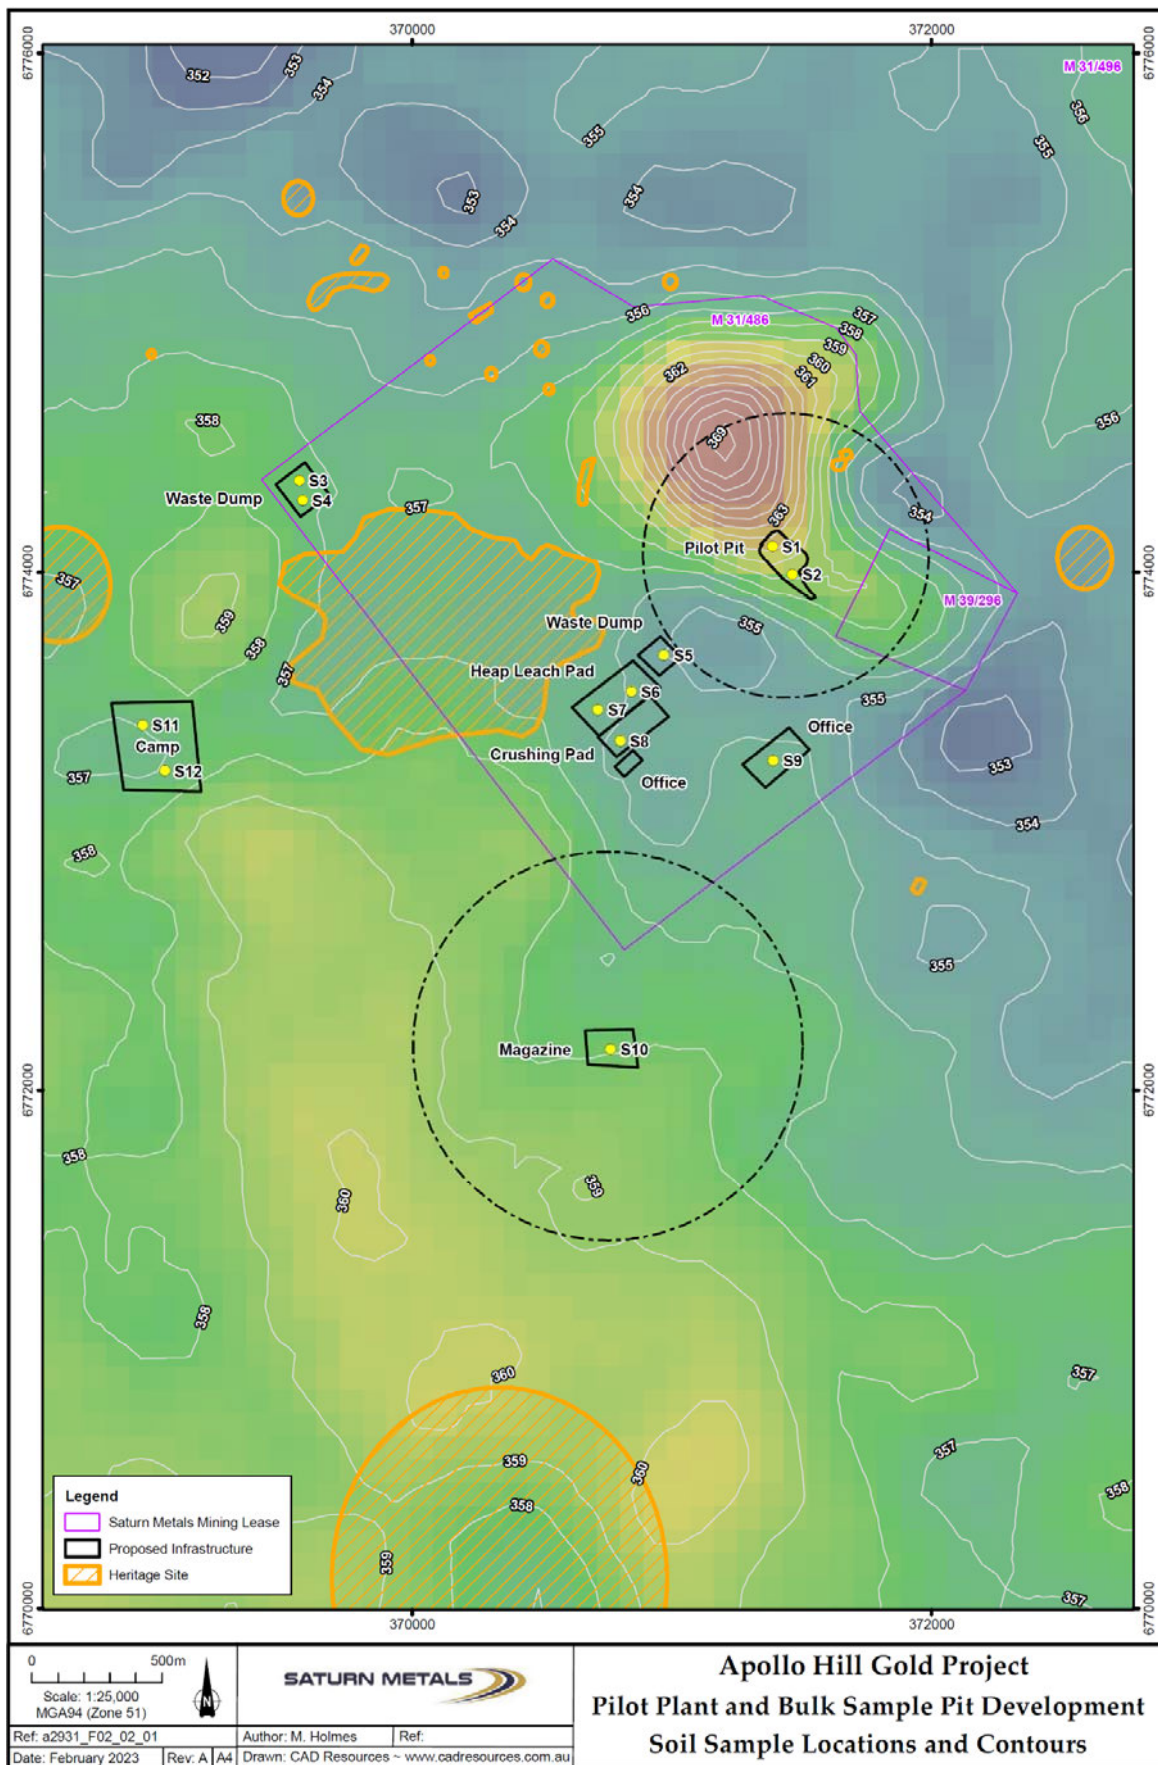 370000
372000
6776000
6776000
M 31/496
352
353
354
355
356
355
354
353
354
356
M 31/486
357
358
359
360
361
362
369
358
356
S3
S4
Waste Dump
357
354
363
Pilot Pit
S1
S2
6774000
6774000
357
359
M 39/296
358
Waste Dump
355
S5
357
Heap Leach Pad
S6
355
S7
Office
S11
Camp
S8
Crushing Pad
S9
353
S12
357
Office
354
358
355
Magazine
S10
6772000
6772000
358
359
360
358
360
357
359
360
357
358
358
359
357
Legend
Saturn Metals Mining Lease
Proposed Infrastructure
Heritage Site
6770000
6770000
370000
372000
0 500m
Scale: 1:25,000
MGA94 (Zone 51)
N
SATURN METALS
Apollo Hill Gold Project
Pilot Plant and Bulk Sample Pit Development
Soil Sample Locations and Contours
Ref: a2931_F02_02_01
Author: M. Holmes
Ref:
Date: February 2023
Rev: A
A4
Drawn: CAD Resources ~ www.cadresources.com.au